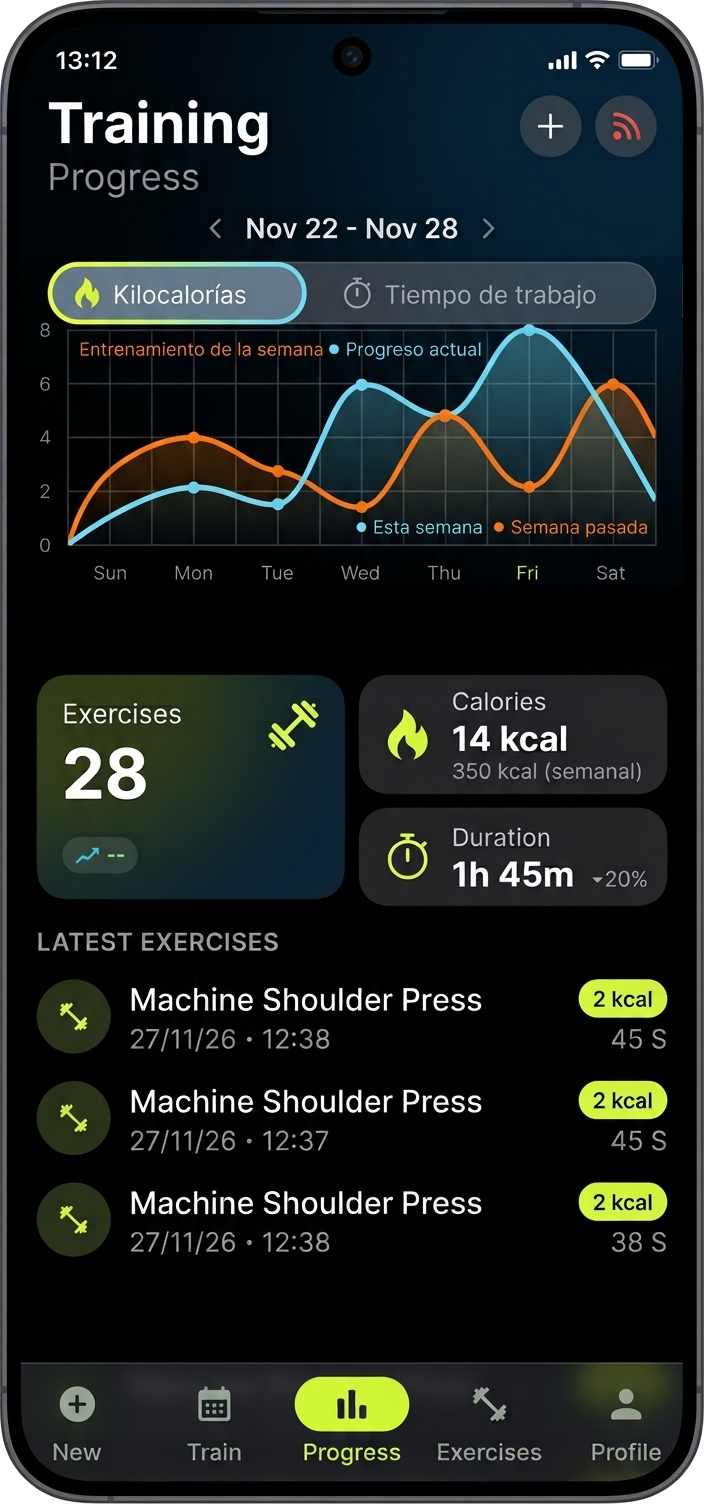 13:12
Training
Progress
Nov 22 - Nov 28
Kilocalorías
Tiempo de trabajo
8
Entrenamiento de la semana
Progreso actual
6
4
2
Esta semana
Semana pasada
0
Sun Mon Tue Wed Thu Fri Sat
Exercises
28
--
Calories
14 kcal
350 kcal (semanal)
Duration
1h 45m
20%
LATEST EXERCISES
Machine Shoulder Press
2 kcal
27/11/26 • 12:38
45 S
Machine Shoulder Press
2 kcal
27/11/26 • 12:37
45 S
Machine Shoulder Press
2 kcal
27/11/26 • 12:38
38 S
New
Train
Progress
Exercises
Profile